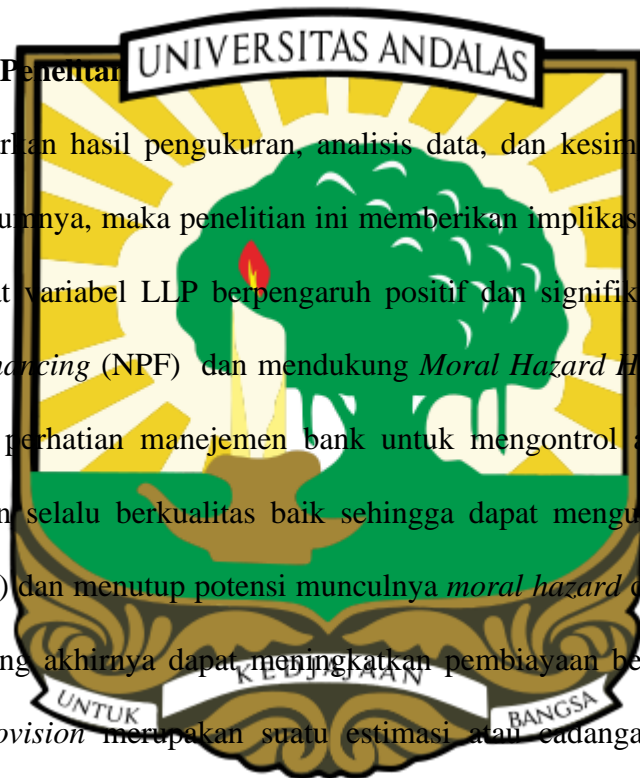 UNIVERSITAS ANDALAS
Penelitan
rkan hasil pengukuran, analisis data, dan kesim
umnya, maka penelitian ini memberikan implikas
at variabel LLP berpengaruh positif dan signifik
nancing (NPF) dan mendukung Moral Hazard H
perhatian manejemen bank untuk mengontrol a
n selalu berkualitas baik sehingga dapat mengu
) dan menutup potensi munculnya moral hazard
ng akhirnya dapat meningkatkan pembiayaan be
KEDJAJAAN
UNTUK BANGSA
ovision merupakan suatu estimasi atau cadanga